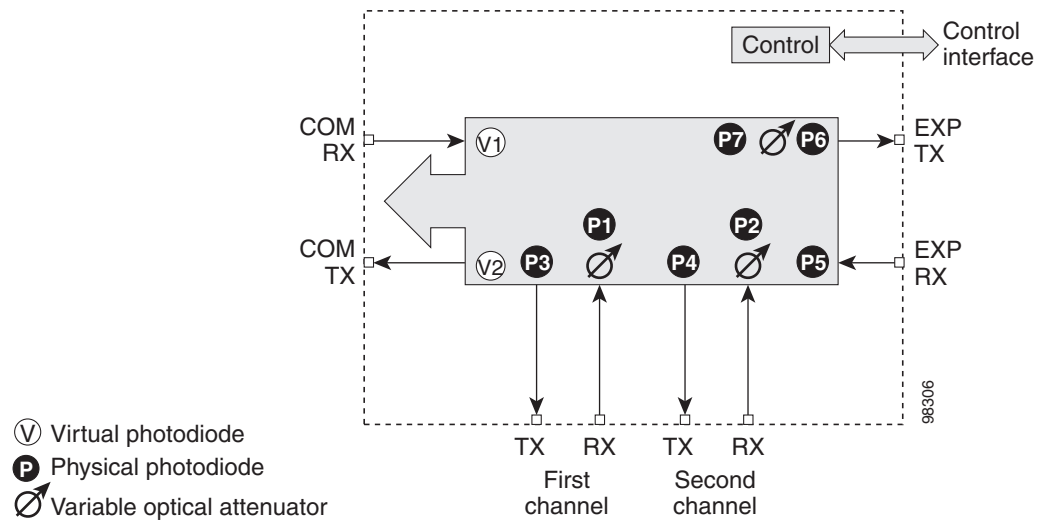 Control
Control
interface
COM
RX
V1
P7
P6
EXP
TX
P1
P2
COM
TX
V2
P3
P4
P5
EXP
RX
98306
TX
RX
TX
RX
First
channel
Second
channel
V Virtual photodiode
P Physical photodiode
Variable optical attenuator